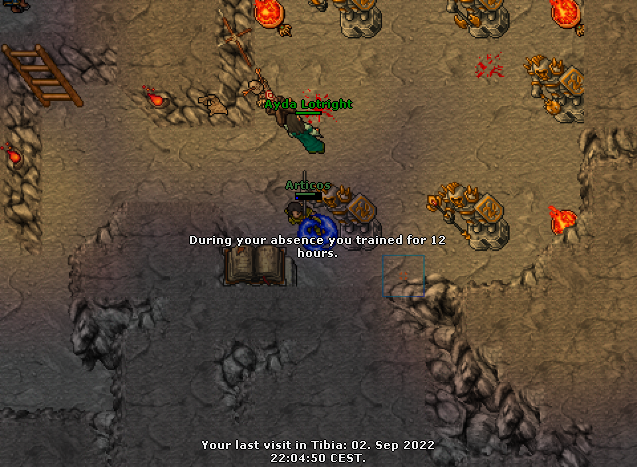 Ayda Lotright
Articos
During your absence you trained for 12
hours.
Your last visit in Tibia: 02. Sep 2022
22:04:50 CEST.